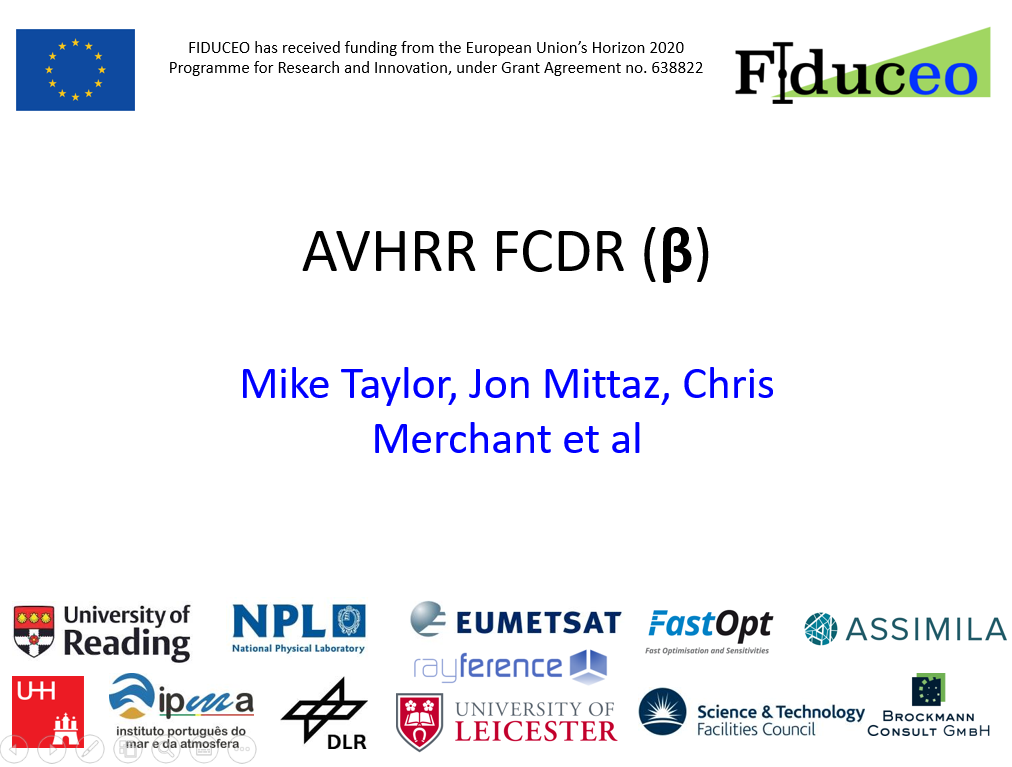 FIDUCEO has received funding from the European Union’s Horizon 2020
Programme for Research and Innovation, under Grant Agreement no. 638822
Fiduceo
AVHRR FCDR (β)
Mike Taylor, Jon Mittaz, Chris
Merchant et al
University of
Reading
NPL
National Physical Laboratory
EUMETSAT
rayference
FastOpt
Fast Optimisation and Sensitivities
ASSIMILA
UHH
ipma
instituto português do
mar e da atmosfera
DLR
UNIVERSITY OF
LEICESTER
Science & Technology
Facilities Council
BROCKMANN
CONSULT GMBH